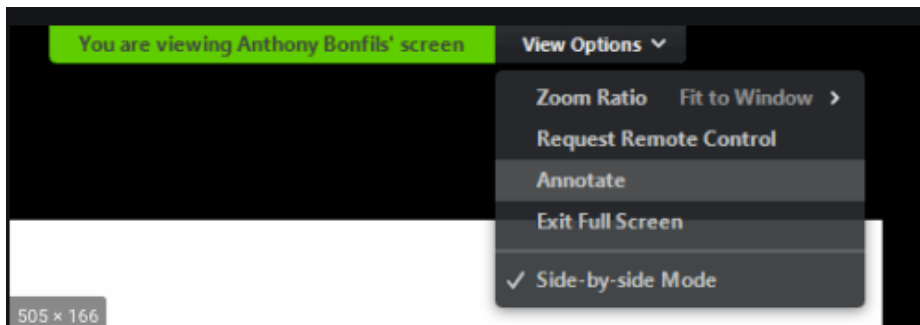 You are viewing Anthony Bonfils' screen View Options
Zoom Ratio Fit to Window >
Request Remote Control
Annotate
Exit Full Screen
✓ Side-by-side Mode
505 × 166